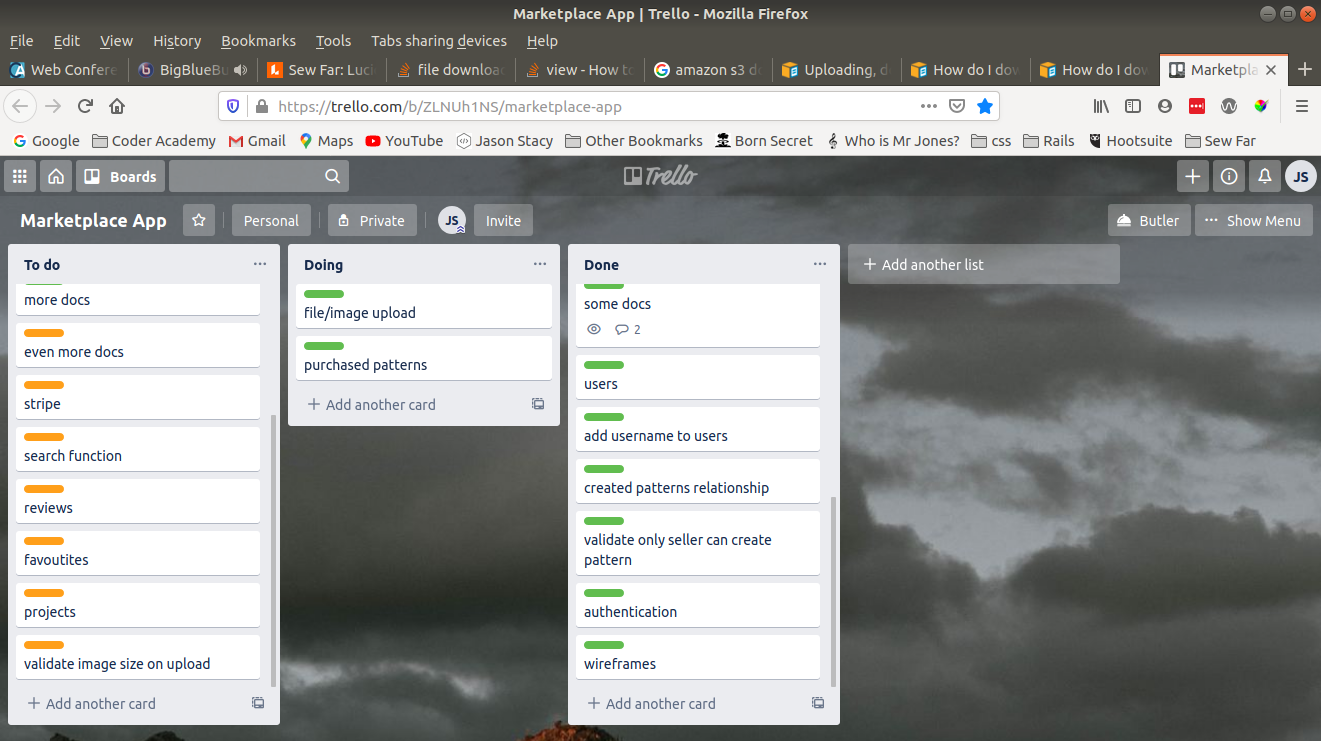 Marketplace App | Trello - Mozilla Firefox
File Edit View History Bookmarks Tools Tabs sharing devices Help
Web Confere BigBlueBu Sew Far: Luci file downloa view - How to amazon s3 do Uploading, d How do I dow How do I dow Marketpla
https://trello.com/b/ZLNUh1NS/marketplace-app
Google Coder Academy Gmail Maps YouTube Jason Stacy Other Bookmarks Born Secret Who is Mr Jones? css Rails Hootsuite Sew Far
Boards Trello JS
Marketplace App Personal Private JS Invite Butler Show Menu
To do
more docs
even more docs
stripe
search function
reviews
favoutites
projects
validate image size on upload
Add another card
Doing
file/image upload
purchased patterns
Add another card
Done
some docs
2
users
add username to users
created patterns relationship
validate only seller can create
pattern
authentication
wireframes
Add another card
Add another list